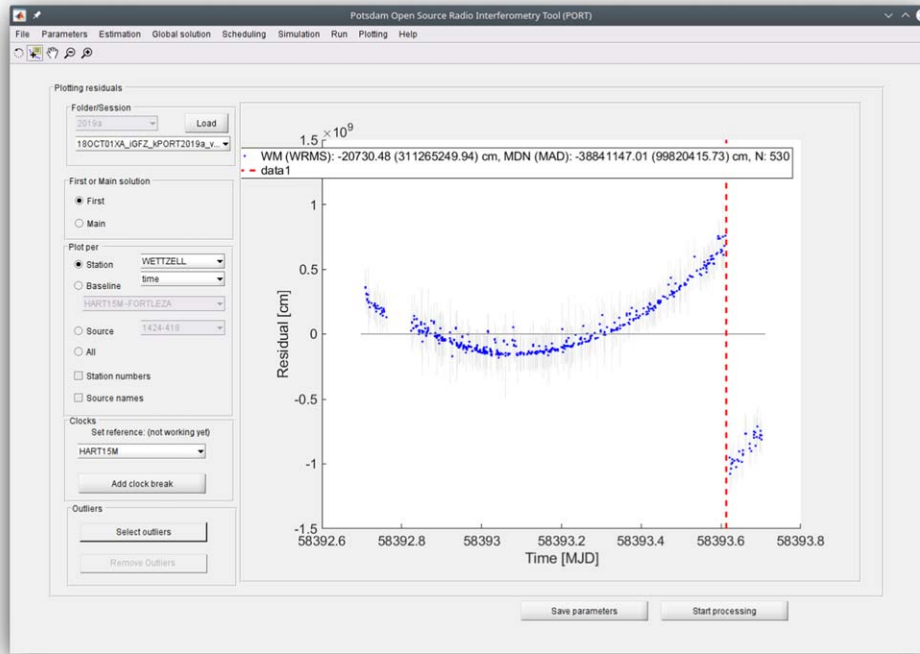 Potsdam Open Source Radio Interferometry Tool (PORT)
File Parameters Estimation Global solution Scheduling Simulation Run Plotting Help
Plotting residuals
Folder/Session
2019a
Load
18OCT01XA_iGFZ_kPORT2019a_v...
First or Main solution
First
Main
Plot per
Station
WETTZELL
Baseline
time
HART15M-FORTLEZA
Source
1424-418
All
Station numbers
Source names
Clocks
Set reference: (not working yet)
HART15M
Add clock break
Outliers
Select outliers
Remove Outliers
1.5 ×10^9
WM (WRMS): -20730.48 (311265249.94) cm, MDN (MAD): -38841147.01 (99820415.73) cm, N: 530
data1
1
0.5
0
-0.5
-1
-1.5
Residual [cm]
58392.6 58392.8 58393 58393.2 58393.4 58393.6 58393.8
Time [MJD]
Save parameters
Start processing